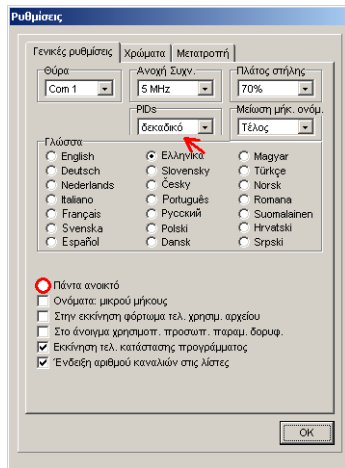 Ρυθμίσεις
Γενικές ρυθμίσεις Χρώματα Μετατροπή
Θύρα Ανοχή Συχν. Πλάτος στήλης
Com 1 5 MHz 70%
PIDs Μείωση μήκ. ονόμ.
δεκαδικό Τέλος
Γλώσσα
English Ελληνικα Magyar
Deutsch Slovensky Türkçe
Nederlands Česky Norsk
Italiano Português Romana
Français Русский Suomalainen
Svenska Polski Hrvatski
Español Dansk Srpski
Πάντα ανοικτό
Ονόματα: μικρού μήκους
Στην εκκίνηση φόρτωμα τελ. χρησιμ. αρχείου
Στο άνοιγμα χρησιμοπ. προσωπ. παραμ. δορυφ.
Εκκίνηση τελ. κατάστασης προγράμματος
Ένδειξη αριθμού καναλιών στις λίστες
OK